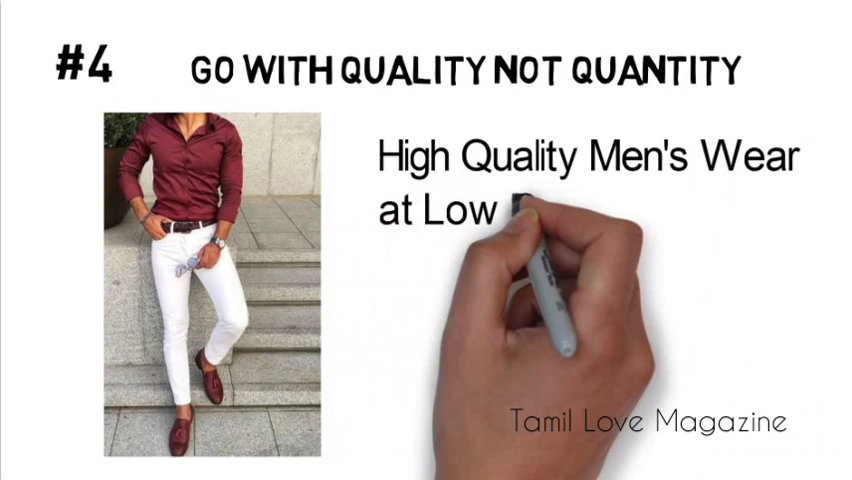 #4 GO WITH QUALITY NOT QUANTITY
High Quality Men's Wear
at Low
Tamil Love Magazine